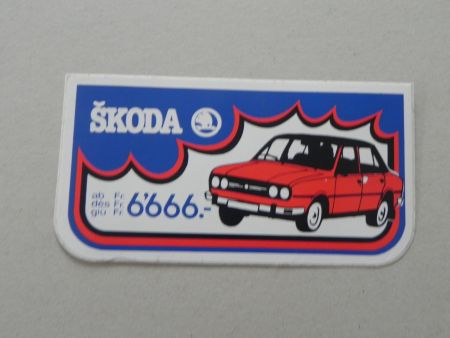 ŠKODA
ab Fr.
dès Fr. 6'666.-
giù Fr.